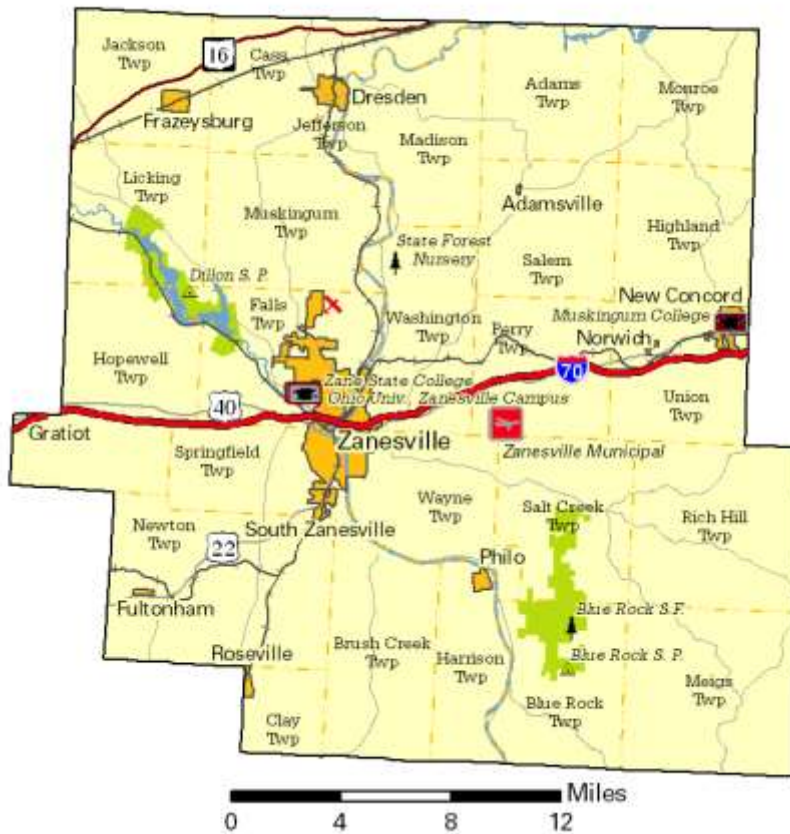 Jackson
Twp
16
Cass
Twp
Dresden
Frazeysburg
Jefferson
Twp
Adams
Twp
Monroe
Twp
Madison
Twp
Licking
Twp
Muskingum
Twp
Adamsville
Highland
Twp
State Forest
Nursery
Salem
Twp
Dillon S. P.
Falls
Twp
Washington
Twp
Perry
Twp
New Concord
Muskingum College
Norwich
Hopewell
Twp
70
Zane State College
Ohio Univ., Zanesville Campus
40
Union
Twp
Gratiot
Zanesville
Springfield
Twp
Zanesville Municipal
Wayne
Twp
Salt Creek
Twp
Rich Hill
Twp
Newton
Twp
22
South Zanesville
Philo
Fultonham
Blue Rock S.F.
Roseville
Brush Creek
Twp
Harrison
Twp
Blue Rock S. P.
Meigs
Twp
Blue Rock
Twp
Clay
Twp
Miles
0 4 8 12